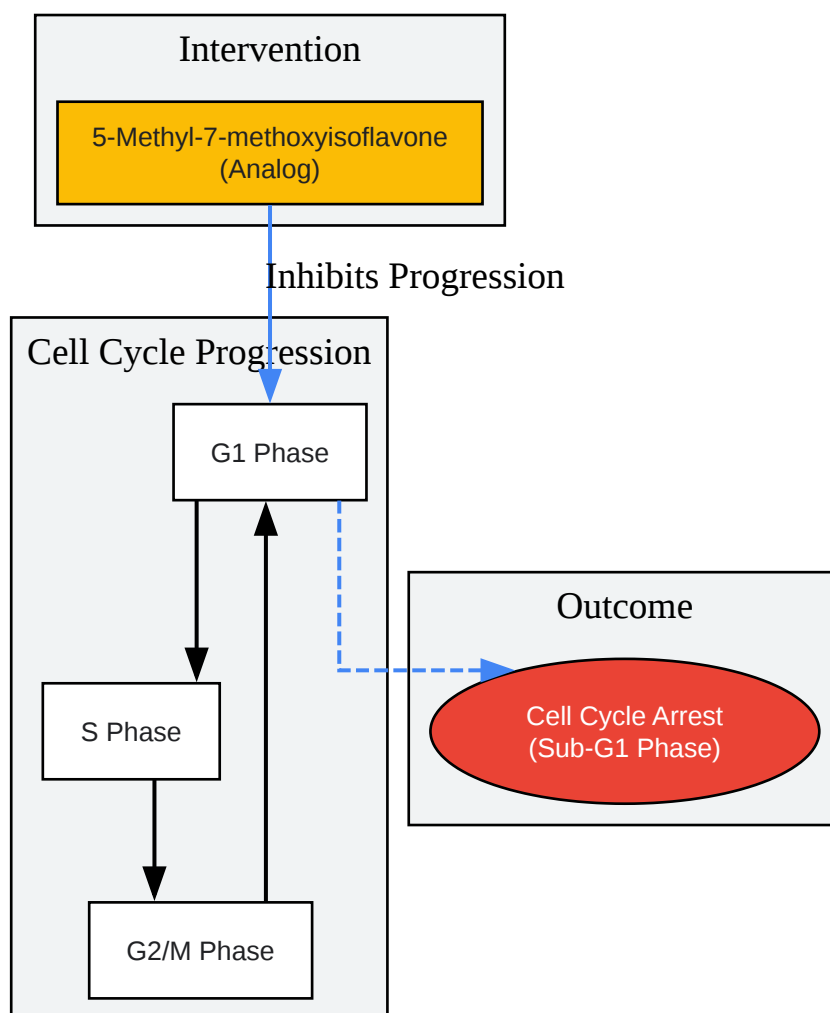 Intervention
5-Methyl-7-methoxyisoflavone
(Analog)
Inhibits Progression
Cell Cycle Progression
G1 Phase
Outcome
Cell Cycle Arrest
(Sub-G1 Phase)
S Phase
G2/M Phase